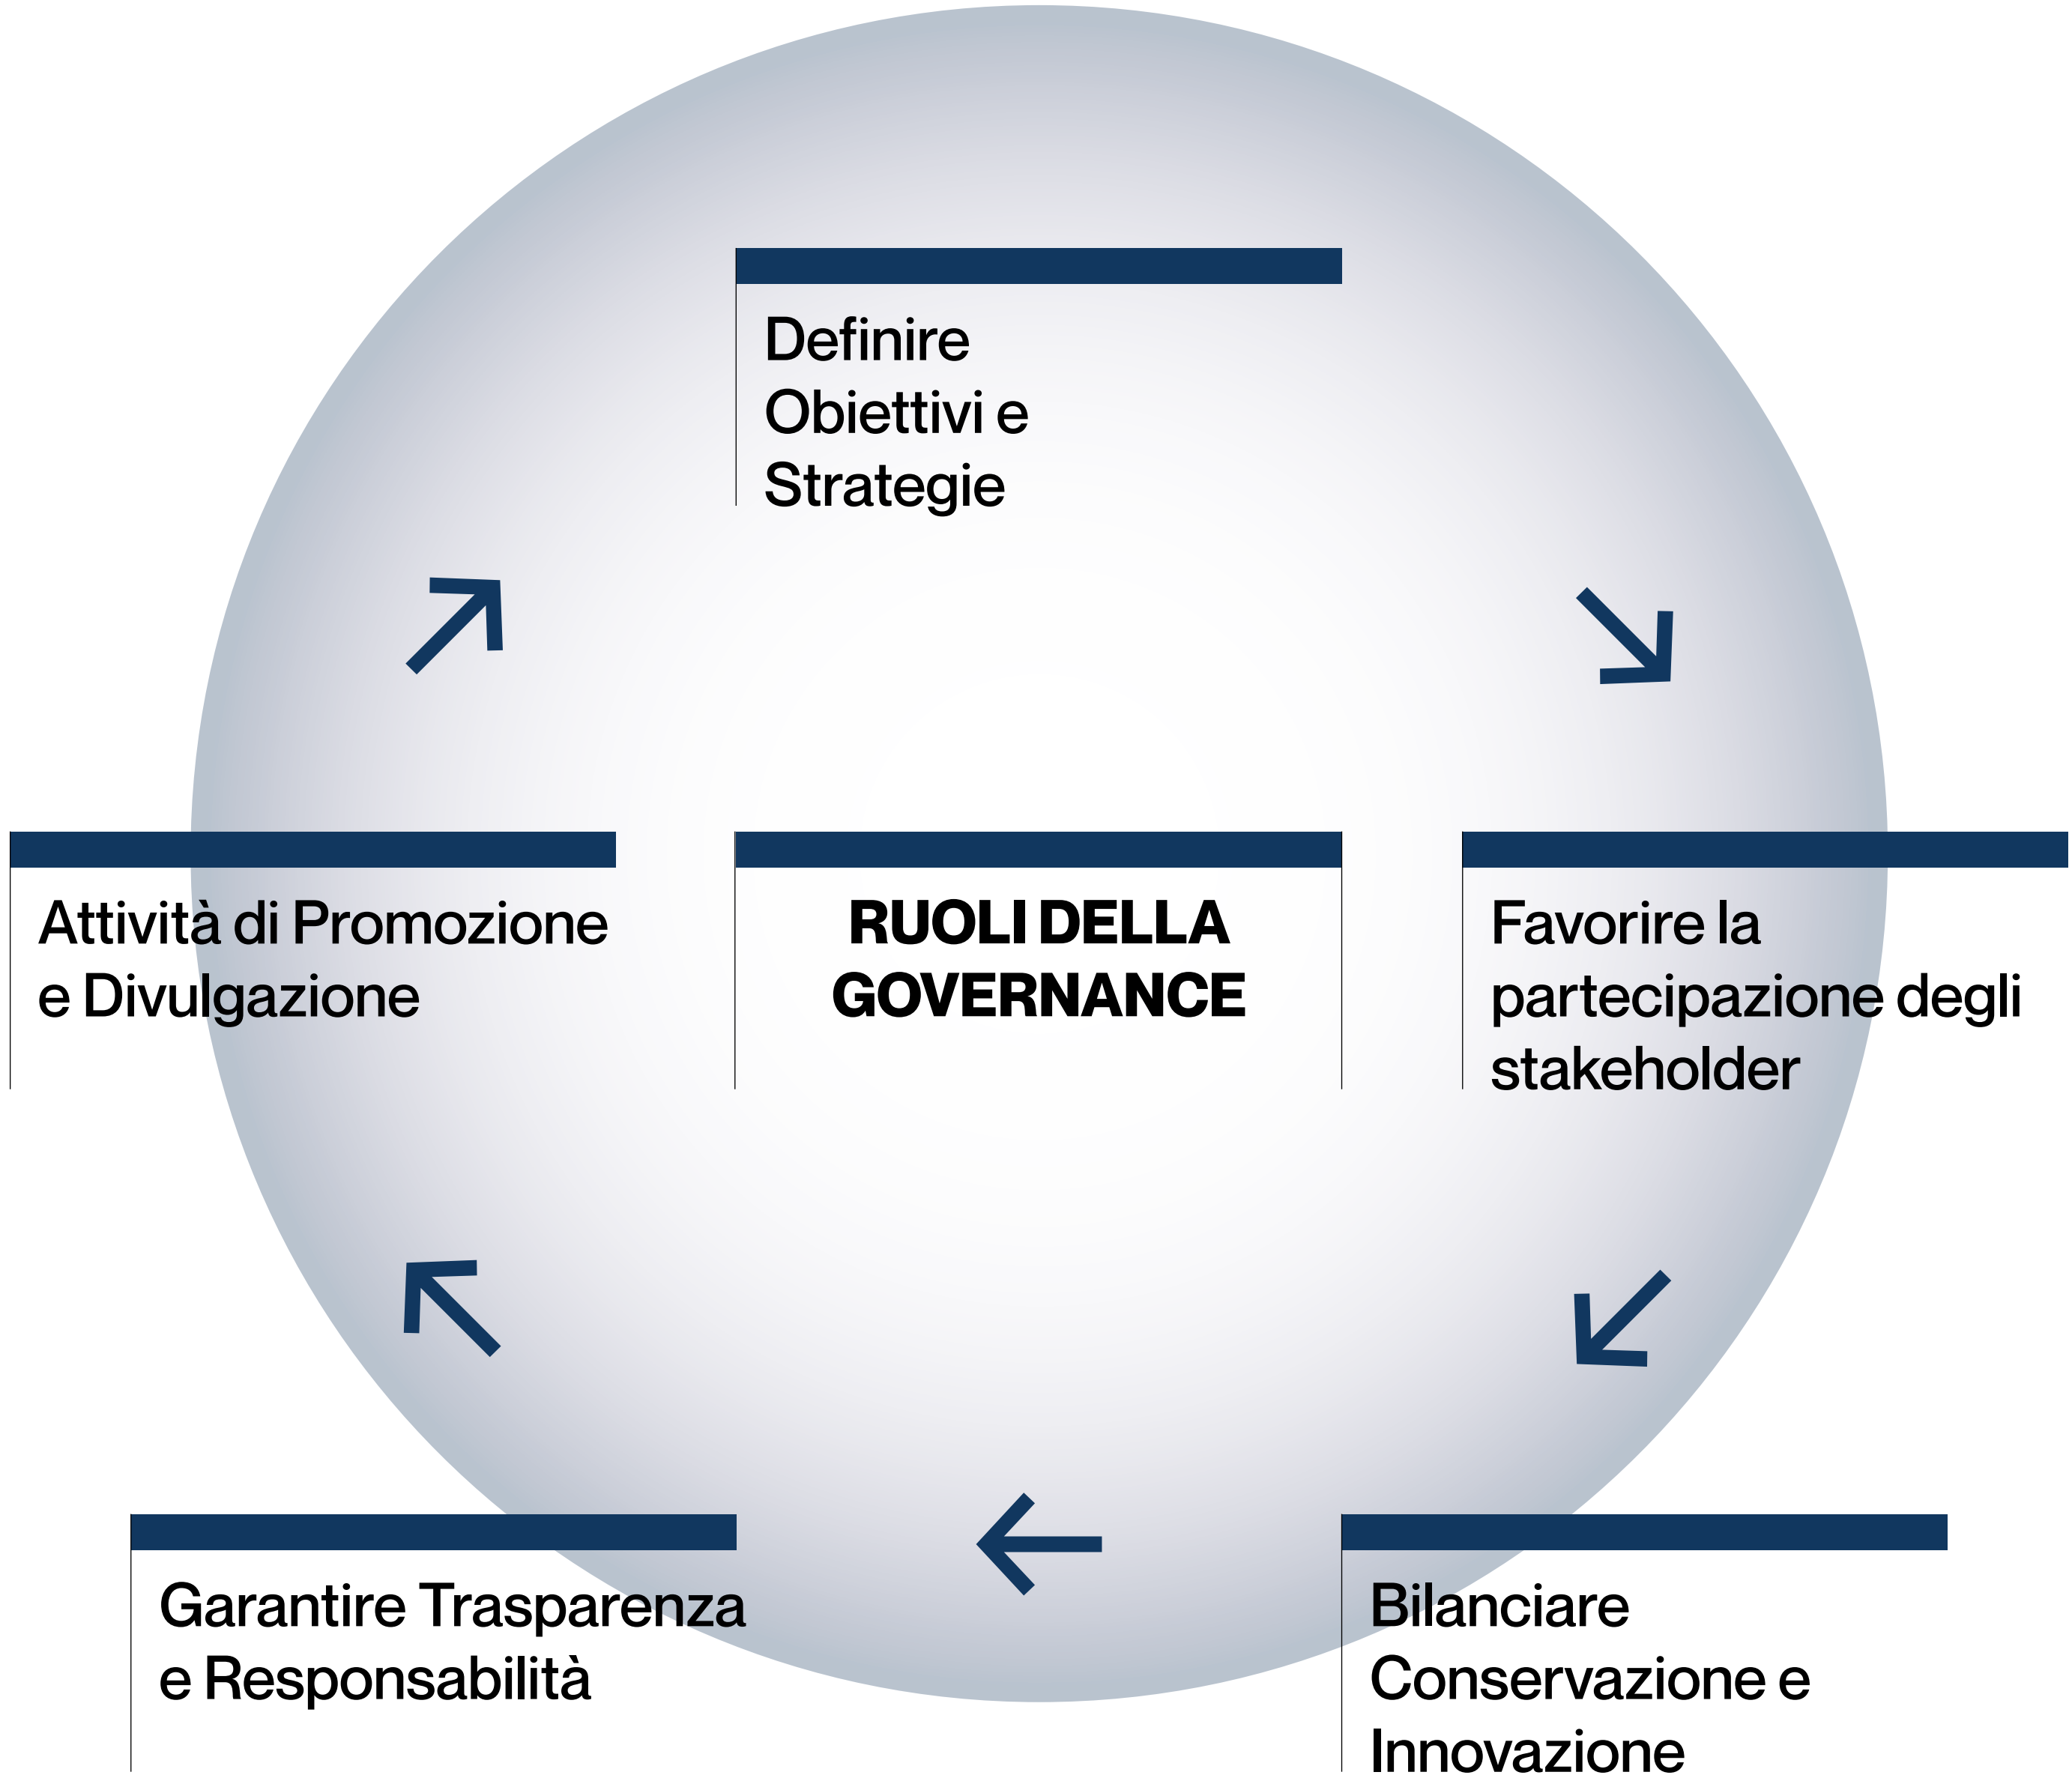 Definire
Obiettivi e
Strategie
Attività di Promozione
e Divulgazione
RUOLI DELLA
GOVERNANCE
Favorire la
partecipazione degli
stakeholder
Garantire Trasparenza
e Responsabilità
Bilanciare
Conservazione e
Innovazione